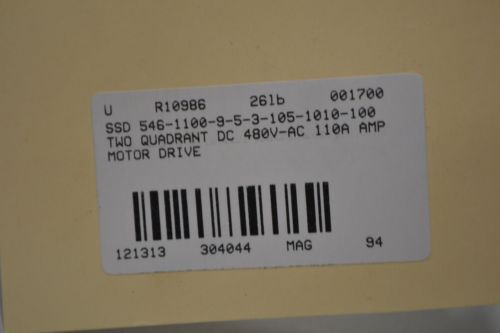 U R10986 26lb 001700
SSD 546-1100-9-5-3-105-1010-100
TWO QUADRANT DC 480V-AC 110A AMP
MOTOR DRIVE
121313 304044 MAG 94